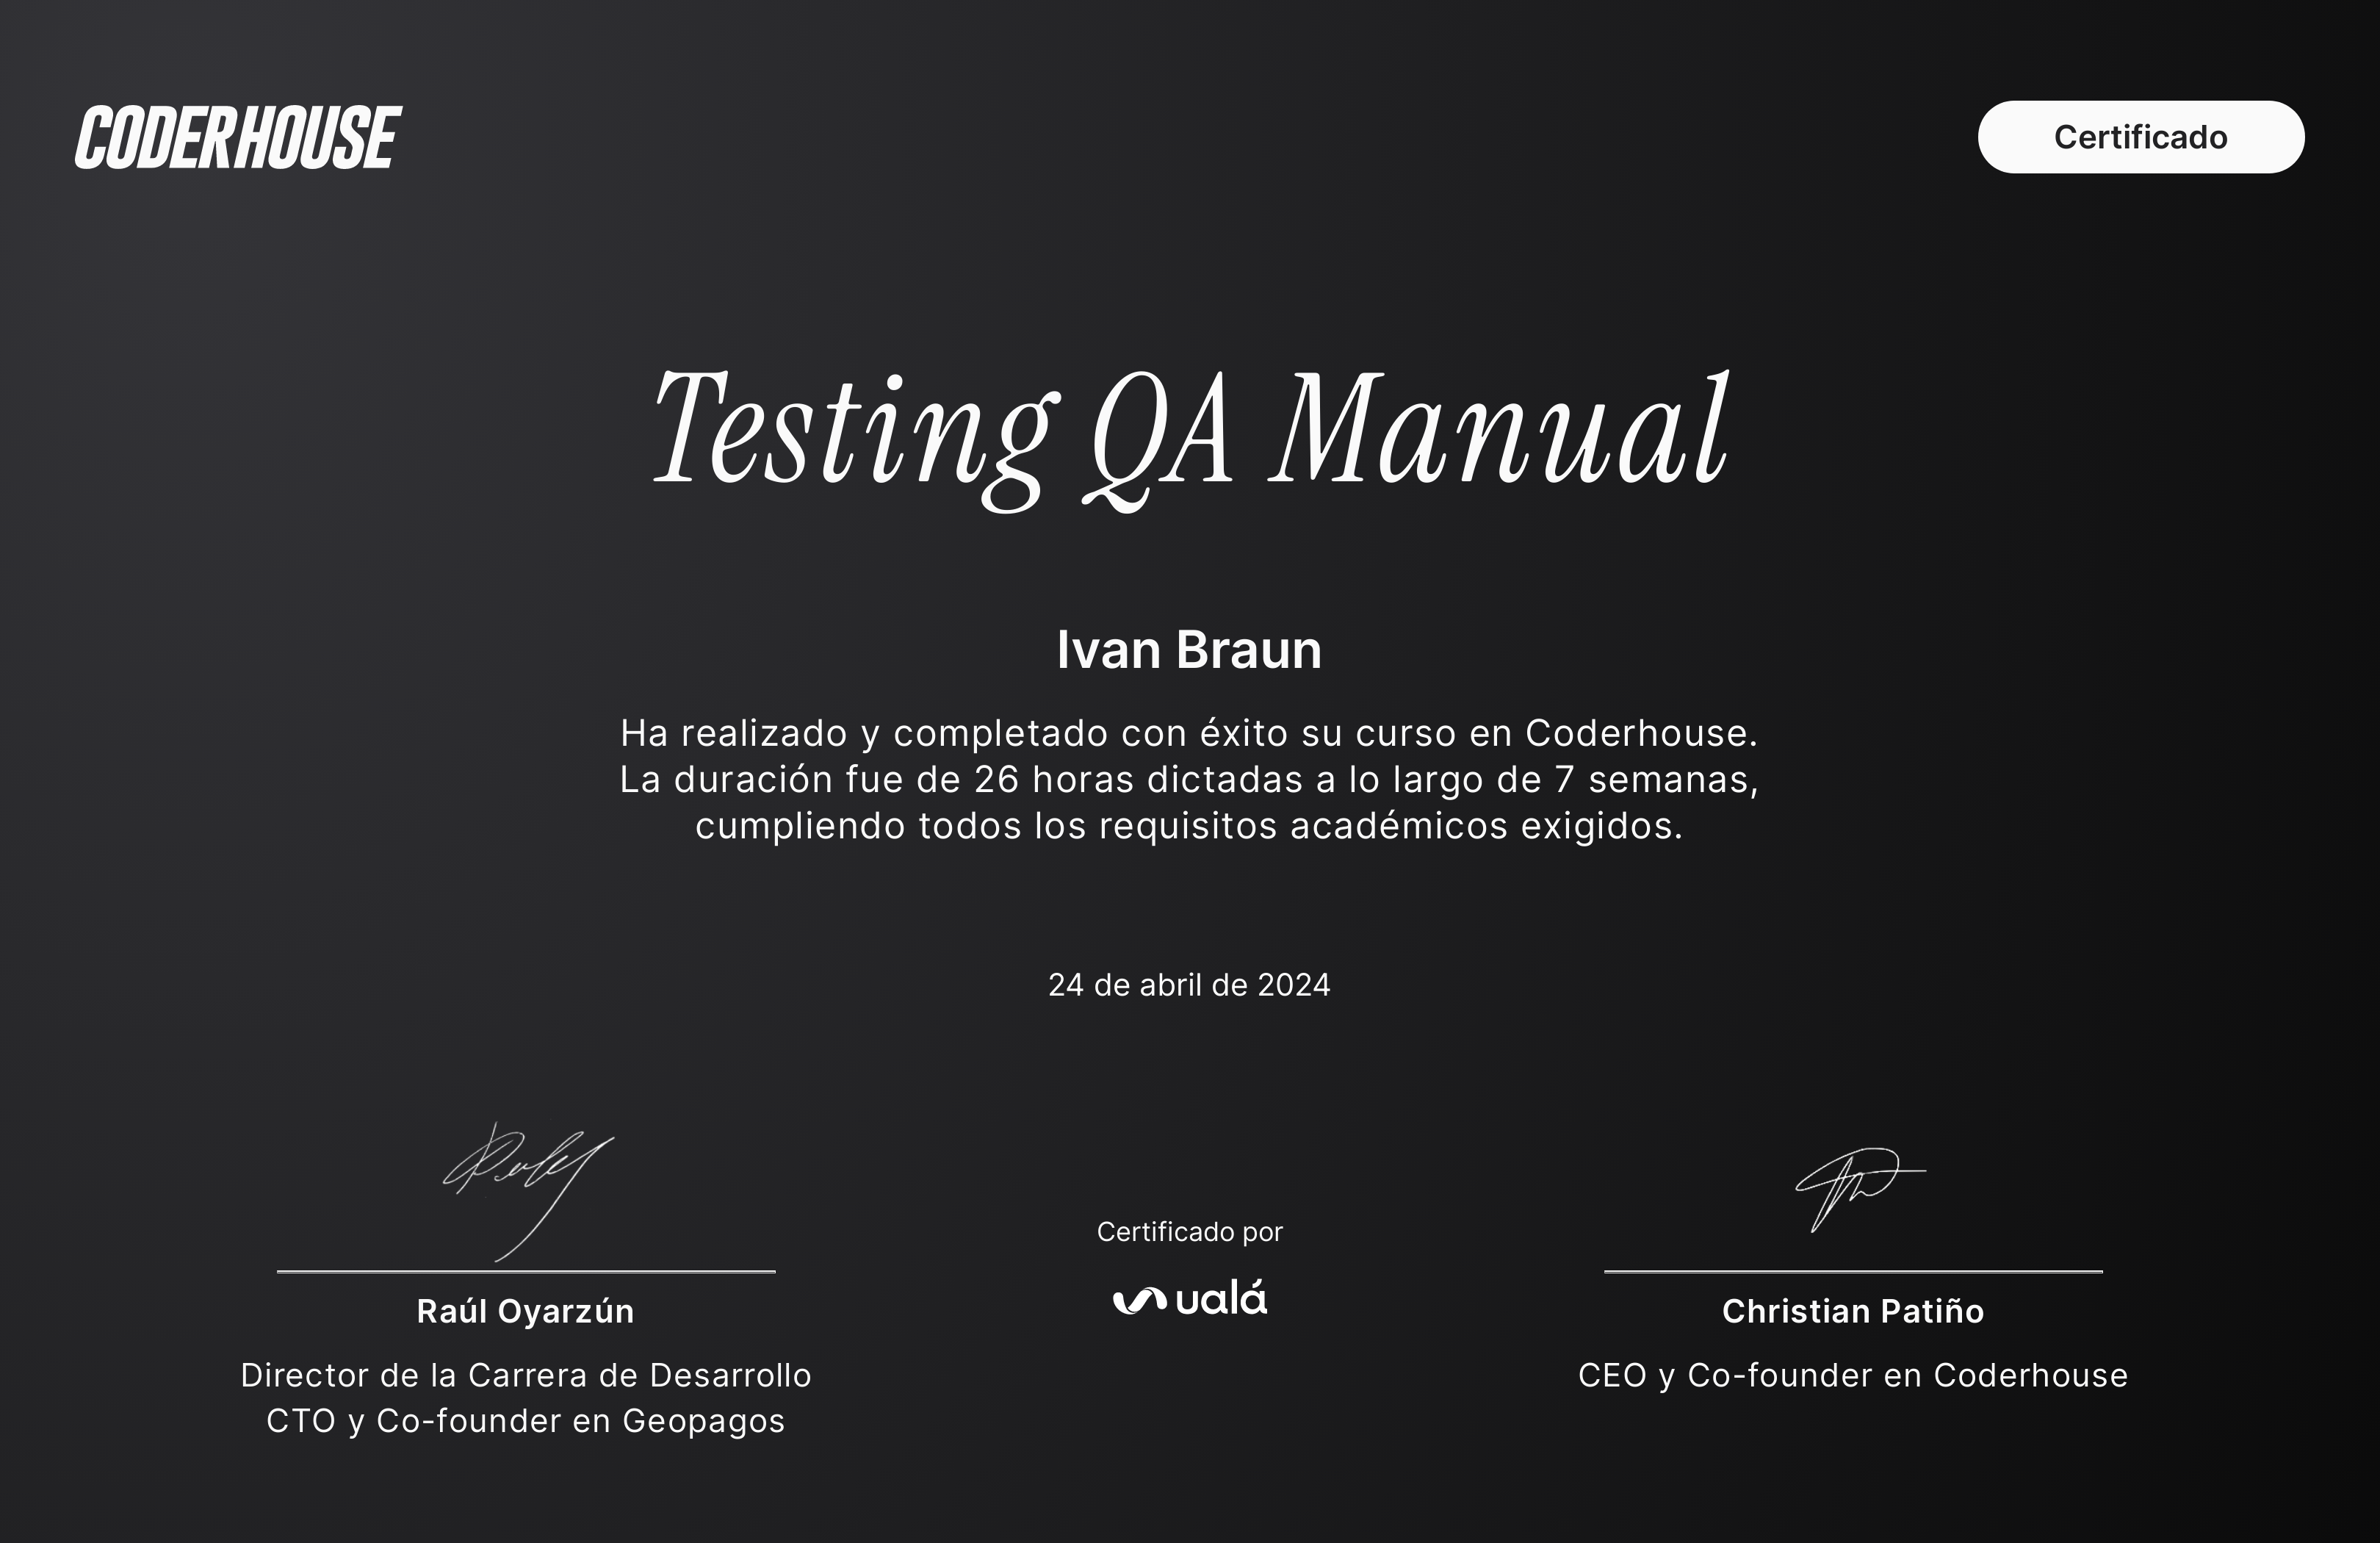 CODERHOUSE
Certificado
Testing QA Manual
Ivan Braun
Ha realizado y completado con éxito su curso en Coderhouse.
La duración fue de 26 horas dictadas a lo largo de 7 semanas,
cumpliendo todos los requisitos académicos exigidos.
24 de abril de 2024
Certificado por
ualá
Raúl Oyarzún
Director de la Carrera de Desarrollo
CTO y Co-founder en Geopagos
Christian Patiño
CEO y Co-founder en Coderhouse